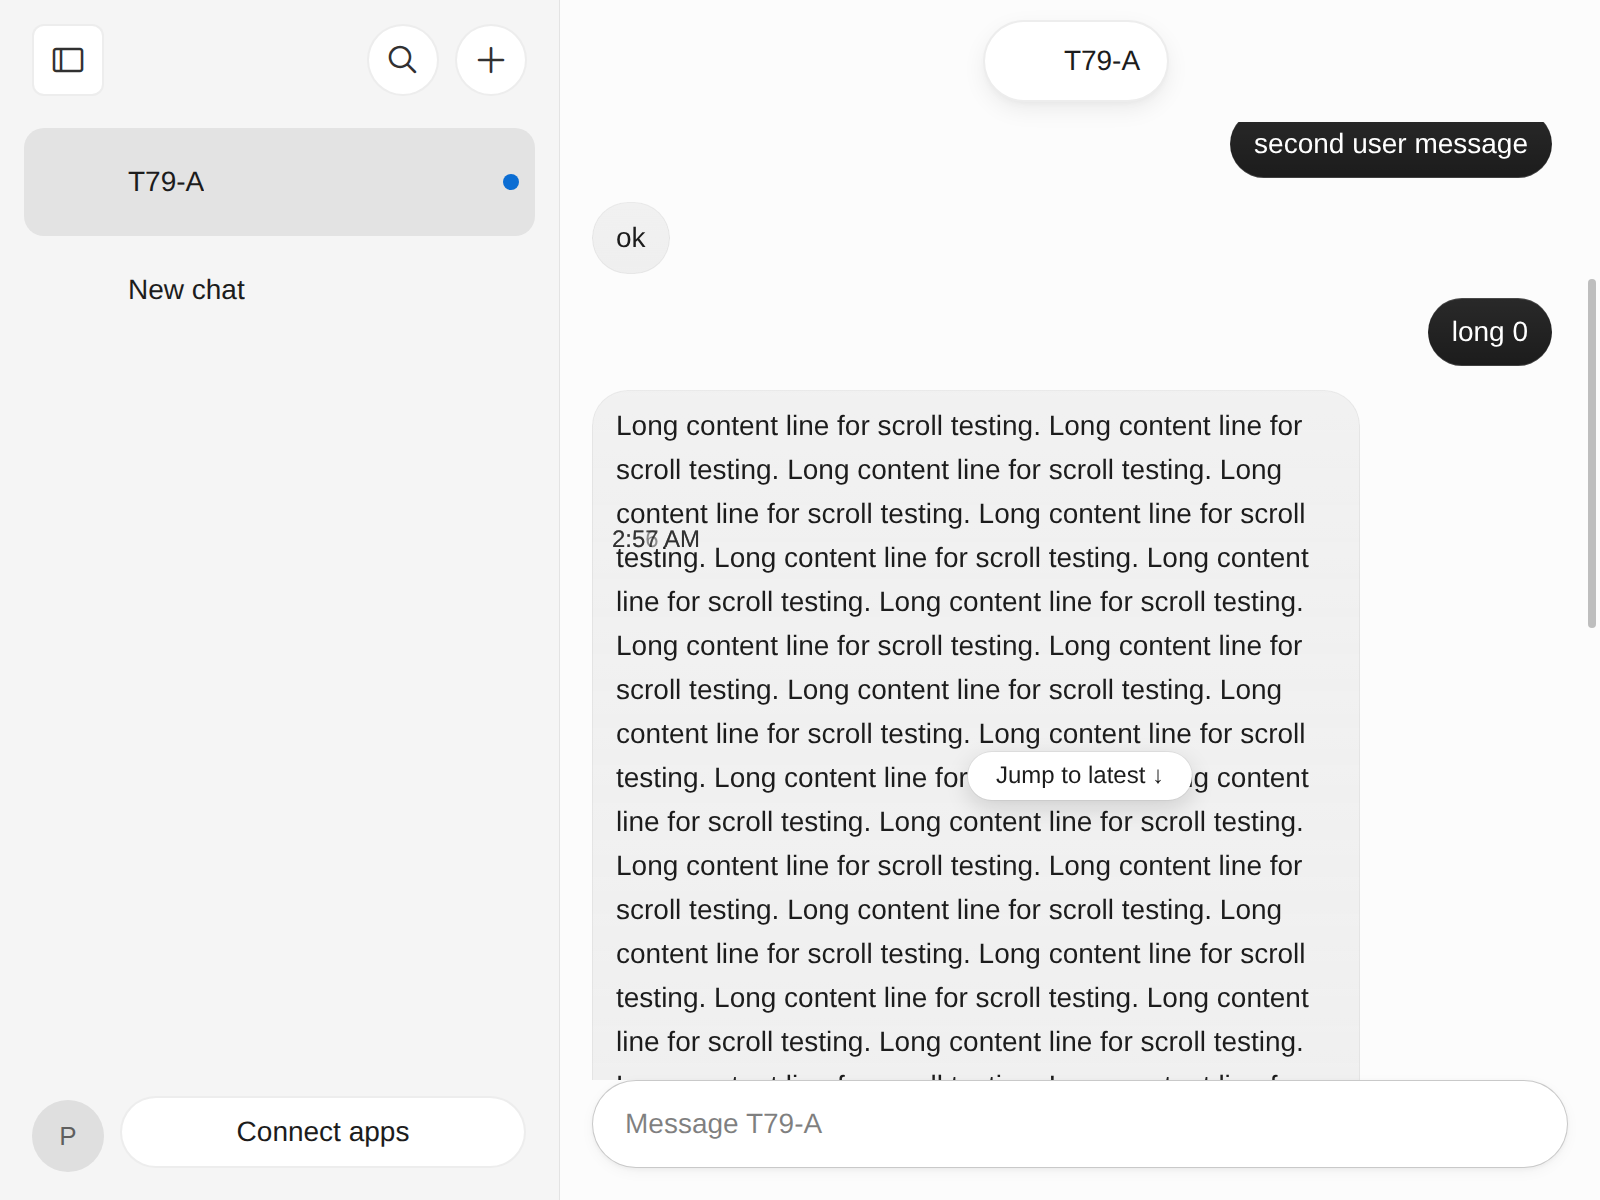 T79-A
New chat
P
Connect apps
T79-A
second user message
ok
long 0
Long content line for scroll testing. Long content line for
scroll testing. Long content line for scroll testing. Long
content line for scroll testing. Long content line for scroll
AM
testing. Long content line for scroll testing. Long content
line for scroll testing. Long content line for scroll testing.
Long content line for scroll testing. Long content line for
scroll testing. Long content line for scroll testing. Long
content line for scroll testing. Long content line for scroll
testing. Long content line for content
Jump to latest ↓
line for scroll testing. Long content line for scroll testing.
Long content line for scroll testing. Long content line for
scroll testing. Long content line for scroll testing. Long
content line for scroll testing. Long content line for scroll
testing. Long content line for scroll testing. Long content
line for scroll testing. Long content line for scroll testing.
Message T79-A